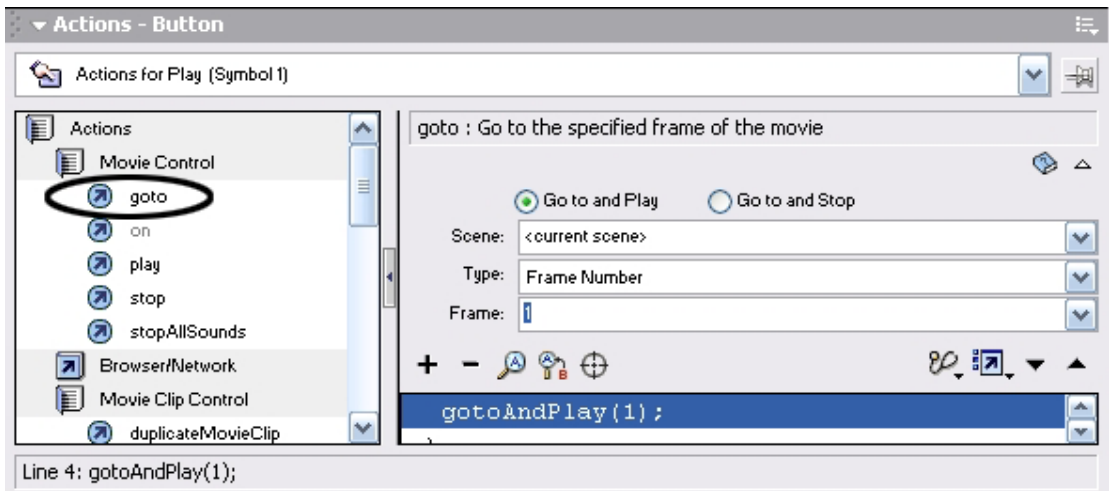 Actions - Button
Actions for Play (Symbol 1)
Actions
Movie Control
goto
on
play
stop
stopAllSounds
Browser/Network
Movie Clip Control
duplicateMovieClip
goto : Go to the specified frame of the movie
Go to and Play Go to and Stop
Scene: <current scene>
Type: Frame Number
Frame: 1
gotoAndPlay(1);
Line 4: gotoAndPlay(1);